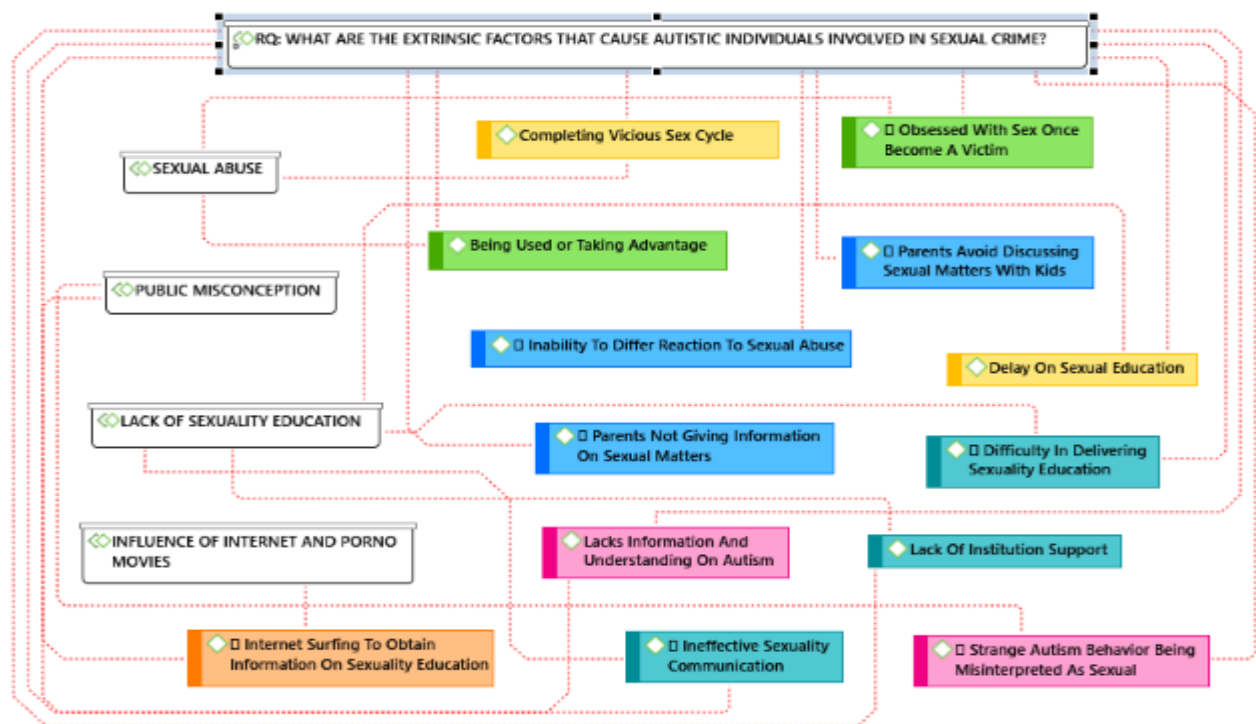 RQ: WHAT ARE THE EXTRINSIC FACTORS THAT CAUSE AUTISTIC INDIVIDUALS INVOLVED IN SEXUAL CRIME?
Completing Vicious Sex Cycle
Obsessed With Sex Once
Become A Victim
SEXUAL ABUSE
Being Used or Taking Advantage
Parents Avoid Discussing
Sexual Matters With Kids
PUBLIC MISCONCEPTION
Inability To Differ Reaction To Sexual Abuse
Delay On Sexual Education
LACK OF SEXUALITY EDUCATION
Parents Not Giving Information
On Sexual Matters
Difficulty In Delivering
Sexuality Education
INFLUENCE OF INTERNET AND PORNO
MOVIES
Lacks Information And
Understanding On Autism
Lack Of Institution Support
Internet Surfing To Obtain
Information On Sexuality Education
Ineffective Sexuality
Communication
Strange Autism Behavior Being
Misinterpreted As Sexual